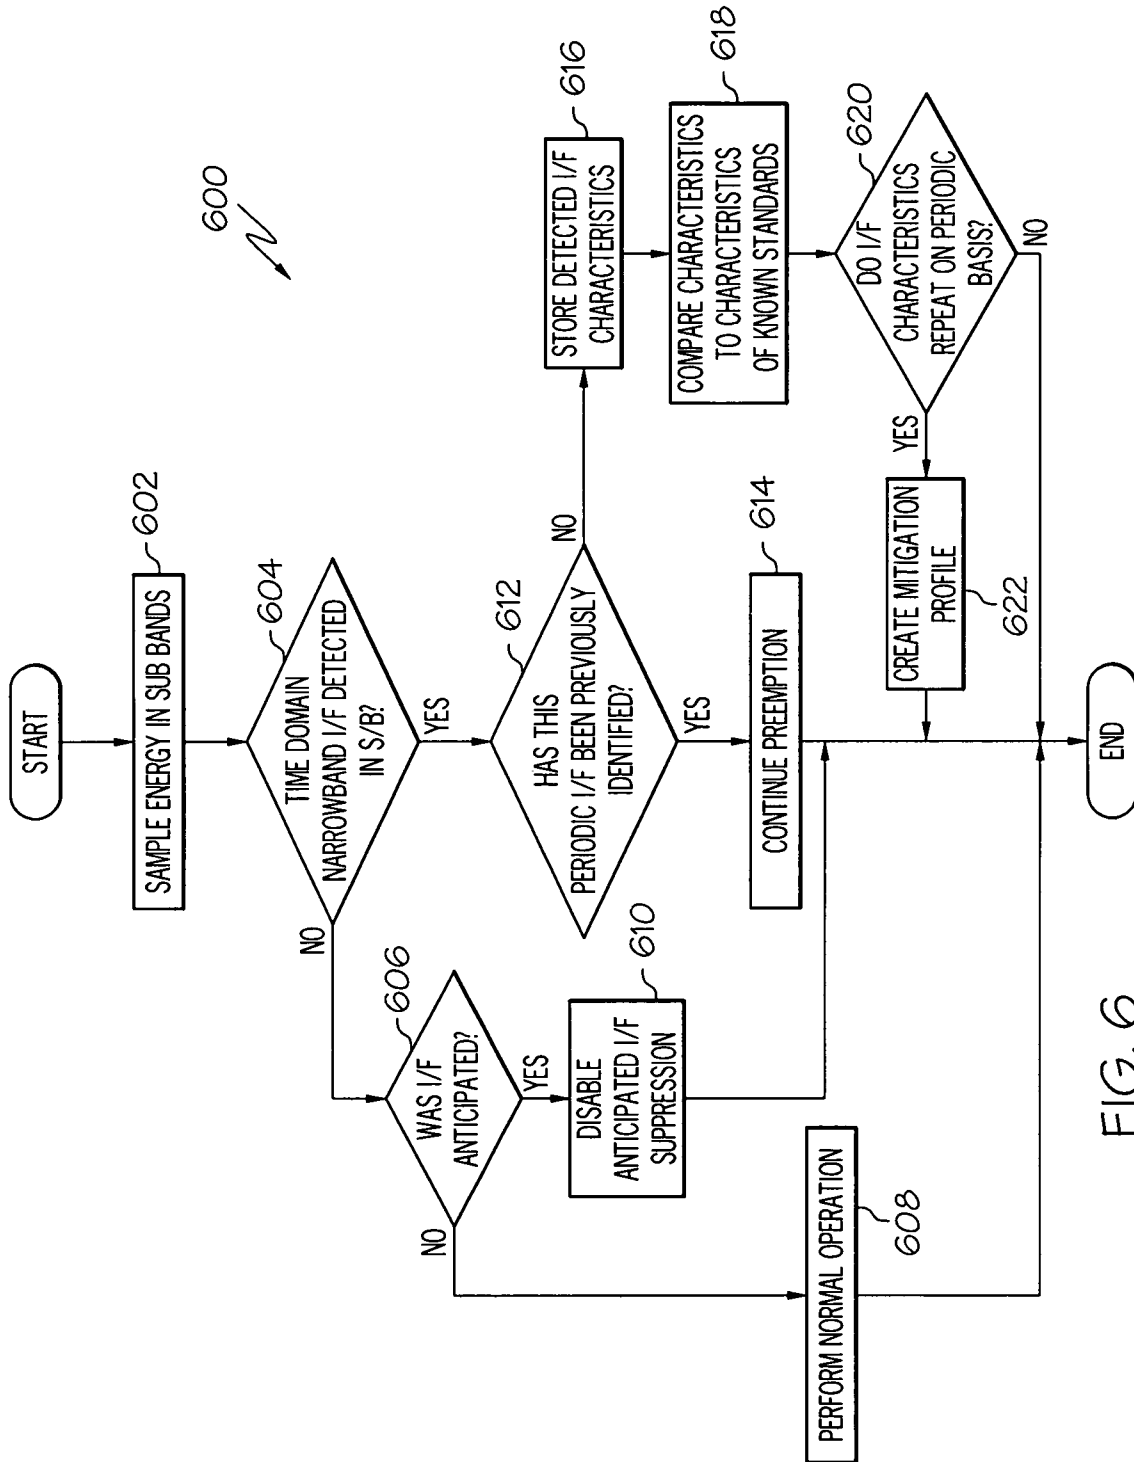 600
START
SAMPLE ENERGY IN SUB BANDS
602
TIME DOMAIN
NARROWBAND I/F DETECTED
IN S/B?
604
NO
YES
WAS I/F
ANTICIPATED?
606
NO
YES
PERFORM NORMAL OPERATION
608
DISABLE
ANTICIPATED I/F
SUPPRESSION
610
HAS THIS
PERIODIC I/F BEEN PREVIOUSLY
IDENTIFIED?
612
NO
YES
CONTINUE PREEMPTION
614
STORE DETECTED I/F
CHARACTERISTICS
616
COMPARE CHARACTERISTICS
TO CHARACTERISTICS
OF KNOWN STANDARDS
618
DO I/F
CHARACTERISTICS
REPEAT ON PERIODIC
BASIS?
620
YES
NO
CREATE MITIGATION
PROFILE
622
END
FIG. 6